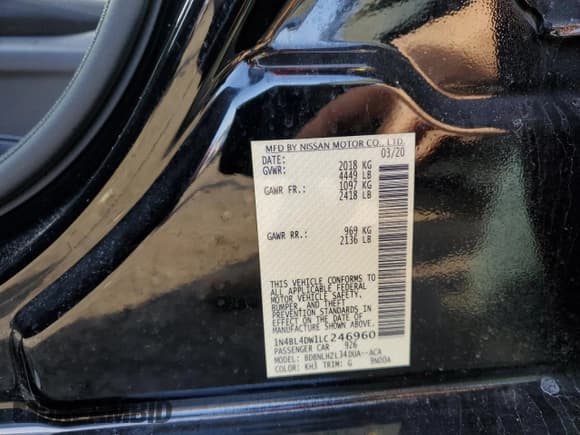 MFD BY NISSAN MOTOR CO., LTD.
DATE: 03/20
GVWR: 2018 KG
4449 LB
GAWR FR.: 1097 KG
2418 LB
GAWR RR.: 969 KG
2136 LB
THIS VEHICLE CONFORMS TO
ALL APPLICABLE FEDERAL
MOTOR VEHICLE SAFETY,
BUMPER, AND THEFT
PREVENTION STANDARDS IN
EFFECT ON THE DATE OF
MANUFACTURE SHOWN ABOVE.
1N4BL4DW1LC246960
PASSENGER CAR 926
MODEL: BDBNLHZL34DUA--ACA
COLOR: KH3 TRIM: G 9N00A